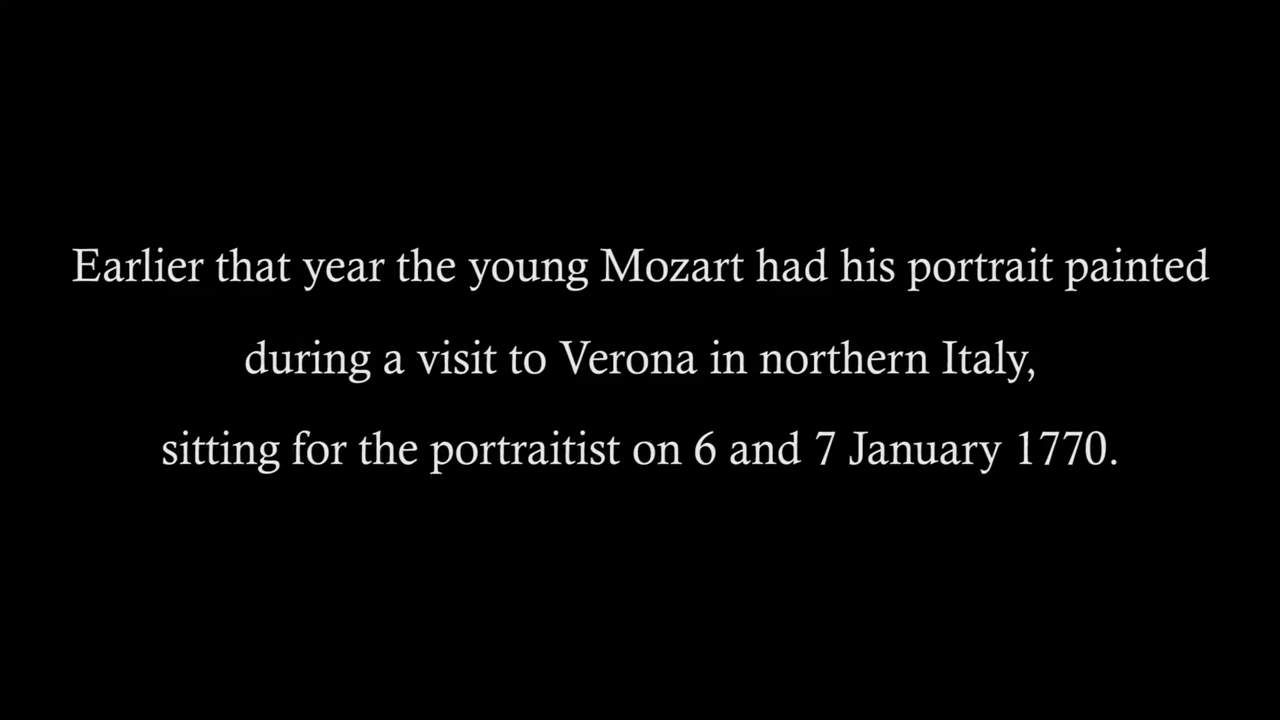 Earlier that year the young Mozart had his portrait painted
during a visit to Verona in northern Italy,
sitting for the portraitist on 6 and 7 January 1770.